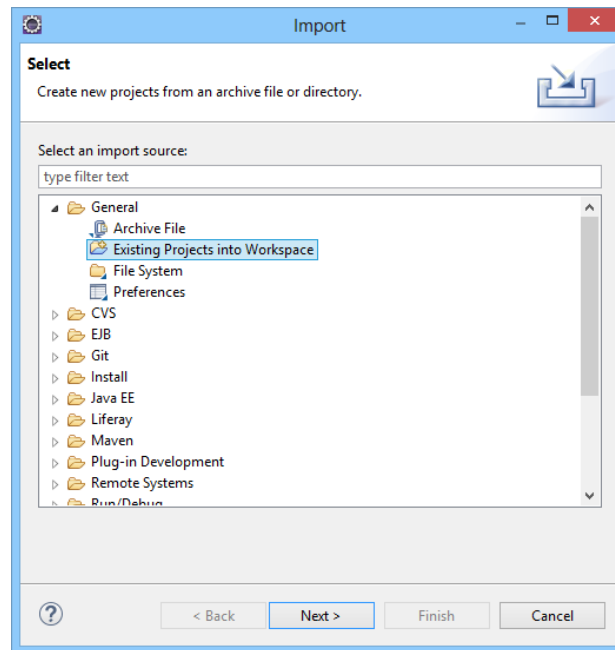 Import
Select
Create new projects from an archive file or directory.
Select an import source:
type filter text
General
Archive File
Existing Projects into Workspace
File System
Preferences
CVS
EJB
Git
Install
Java EE
Liferay
Maven
Plug-in Development
Remote Systems
Run/Debug
< Back Next > Finish Cancel